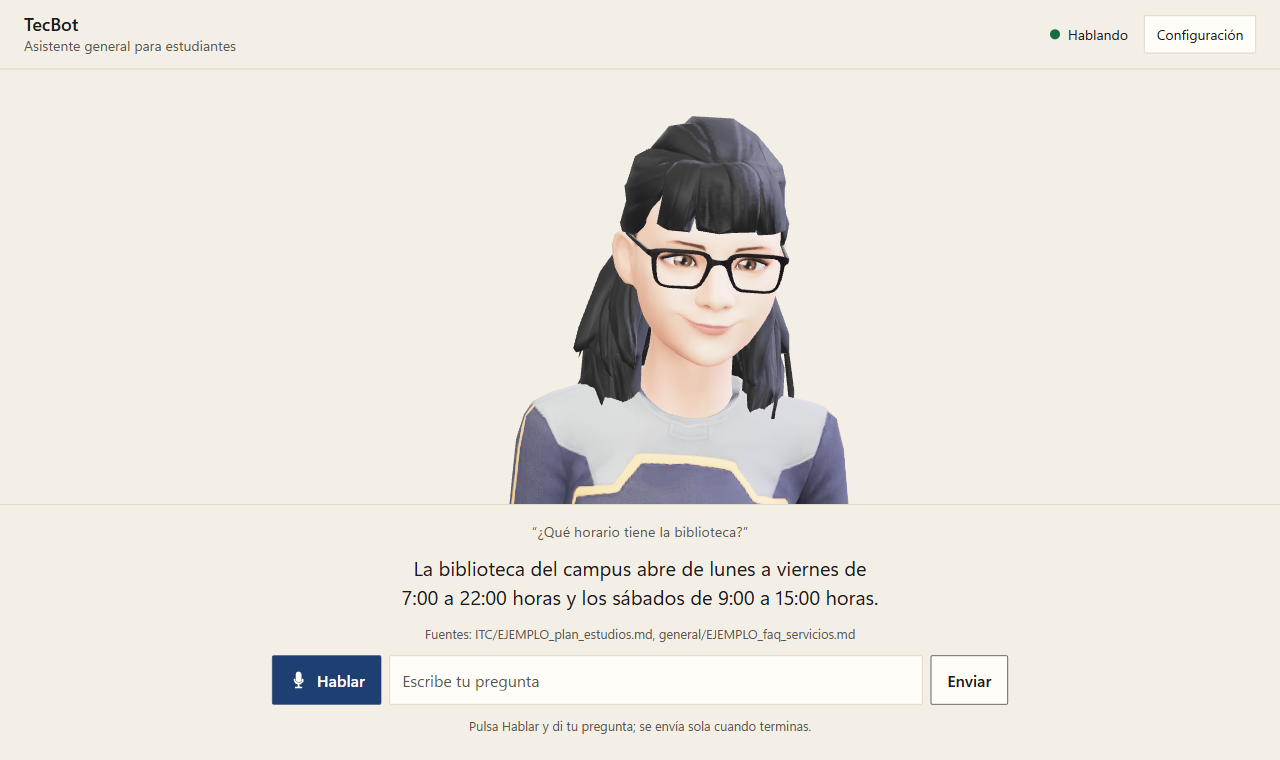 TecBot
Asistente general para estudiantes
Hablando
Configuración
“¿Qué horario tiene la biblioteca?”
La biblioteca del campus abre de lunes a viernes de
7:00 a 22:00 horas y los sábados de 9:00 a 15:00 horas.
Fuentes: ITC/EJEMPLO_plan_estudios.md, general/EJEMPLO_faq_servicios.md
Hablar
Escribe tu pregunta
Enviar
Pulsa Hablar y di tu pregunta; se envía sola cuando terminas.